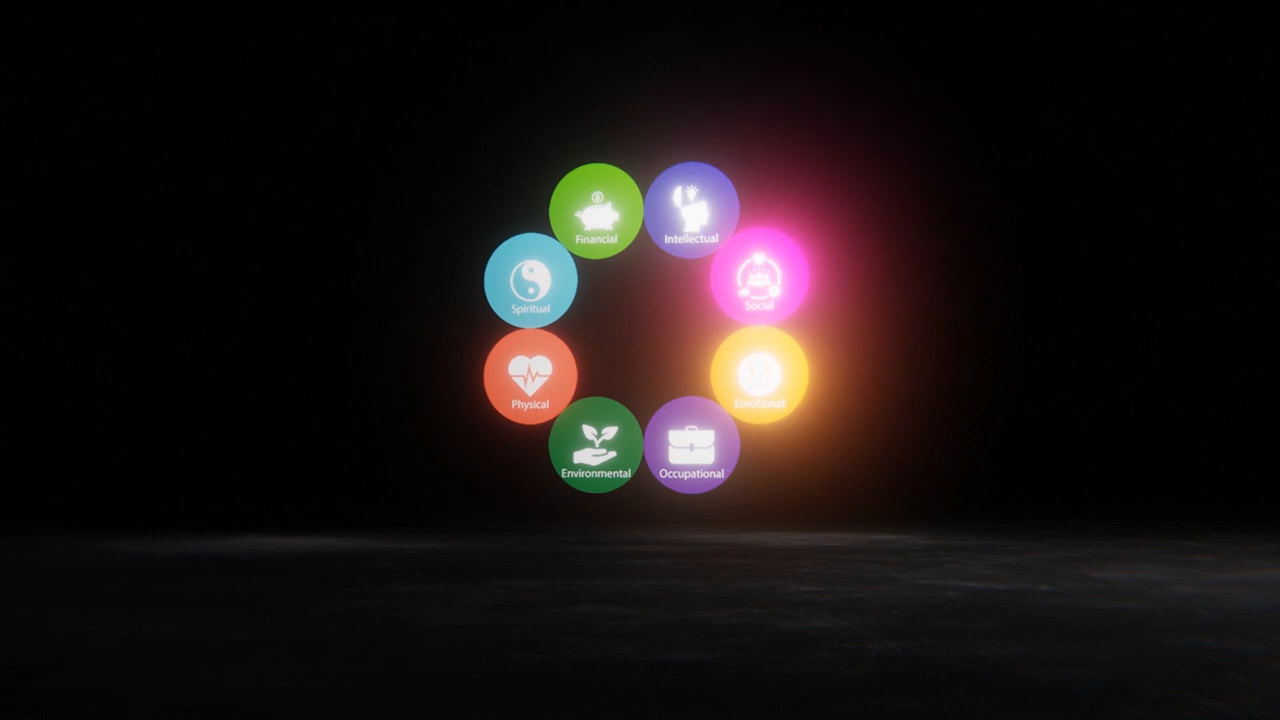 Financial
Intellectual
Spiritual
Social
Physical
Emotional
Environmental
Occupational